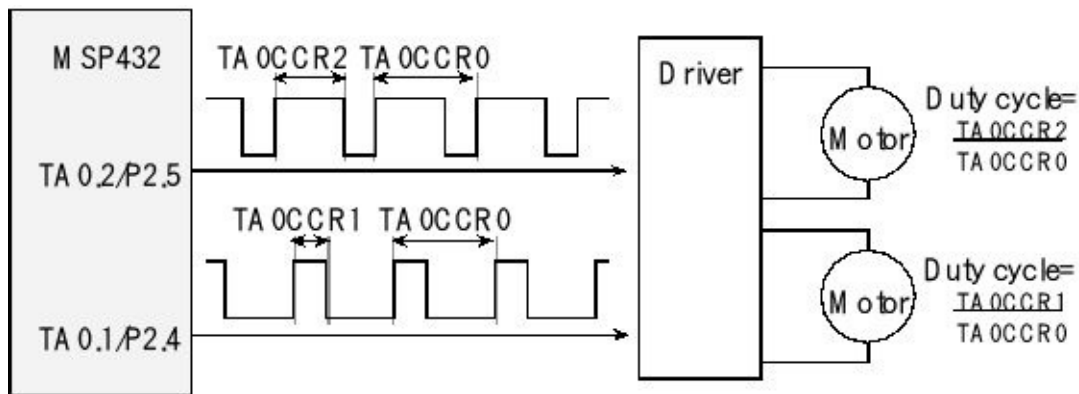 MSP432
TA0CCR2 TA0CCR0
TA0.2/P2.5
TA0CCR1 TA0CCR0
TA0.1/P2.4
Driver
Motor
Duty cycle=
TA0CCR2
TA0CCR0
Motor
Duty cycle=
TA0CCR1
TA0CCR0